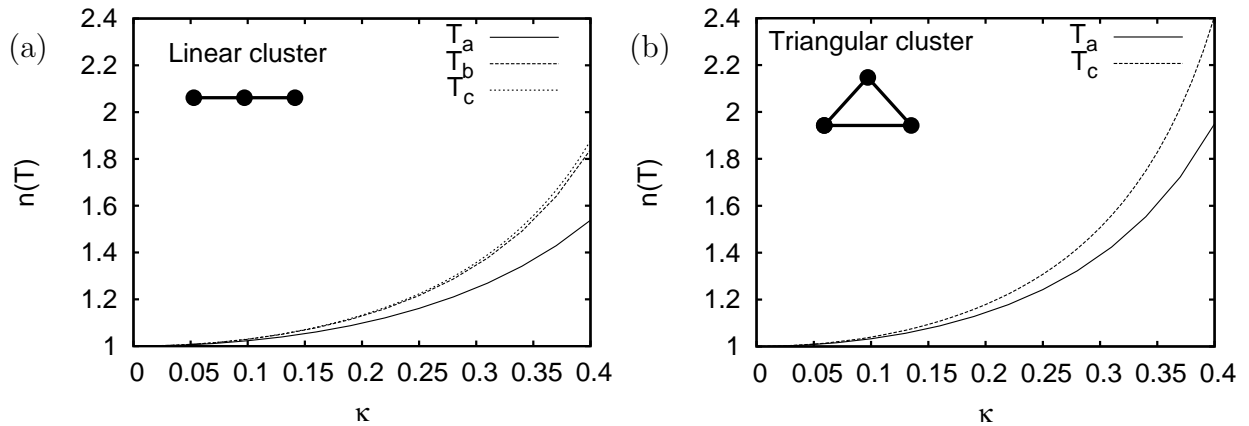 (a)
Linear cluster
T_a
T_b
T_c
2.4
2.2
2
1.8
1.6
1.4
1.2
1
n(T)
0 0.05 0.1 0.15 0.2 0.25 0.3 0.35 0.4
κ
(b)
Triangular cluster
T_a
T_c
2.4
2.2
2
1.8
1.6
1.4
1.2
1
n(T)
0 0.05 0.1 0.15 0.2 0.25 0.3 0.35 0.4
κ